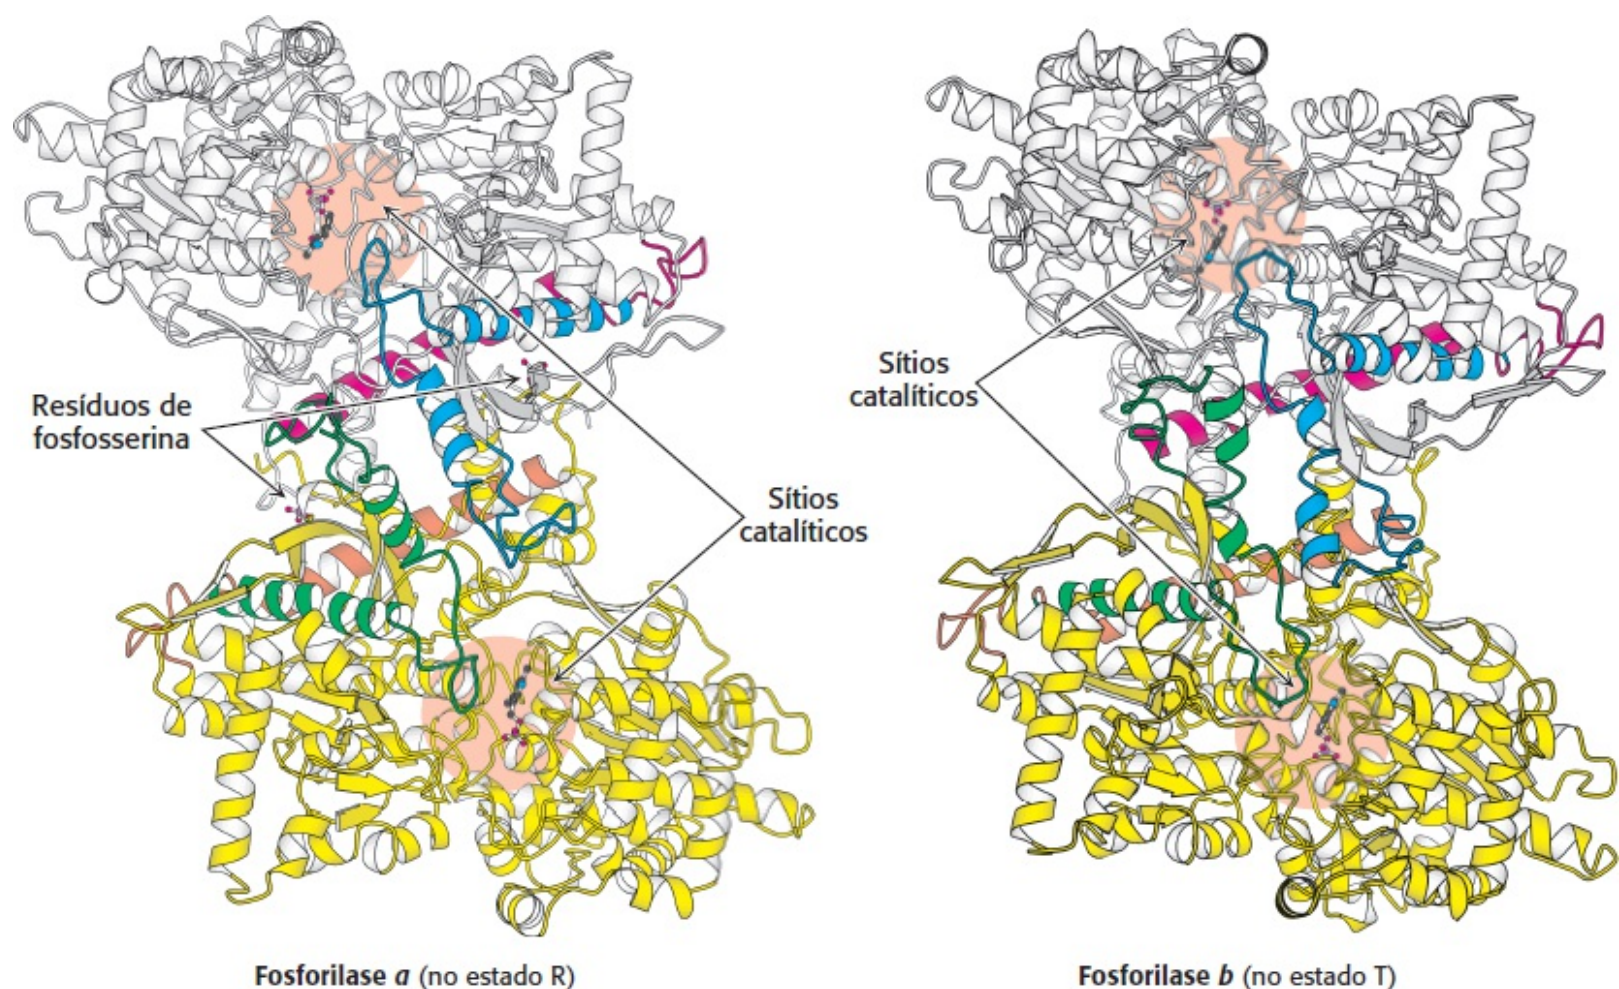 Resíduos de
fosfosserina
Sítios
catalíticos
Sítios
catalíticos
Fosforilase a (no estado R)
Fosforilase b (no estado T)